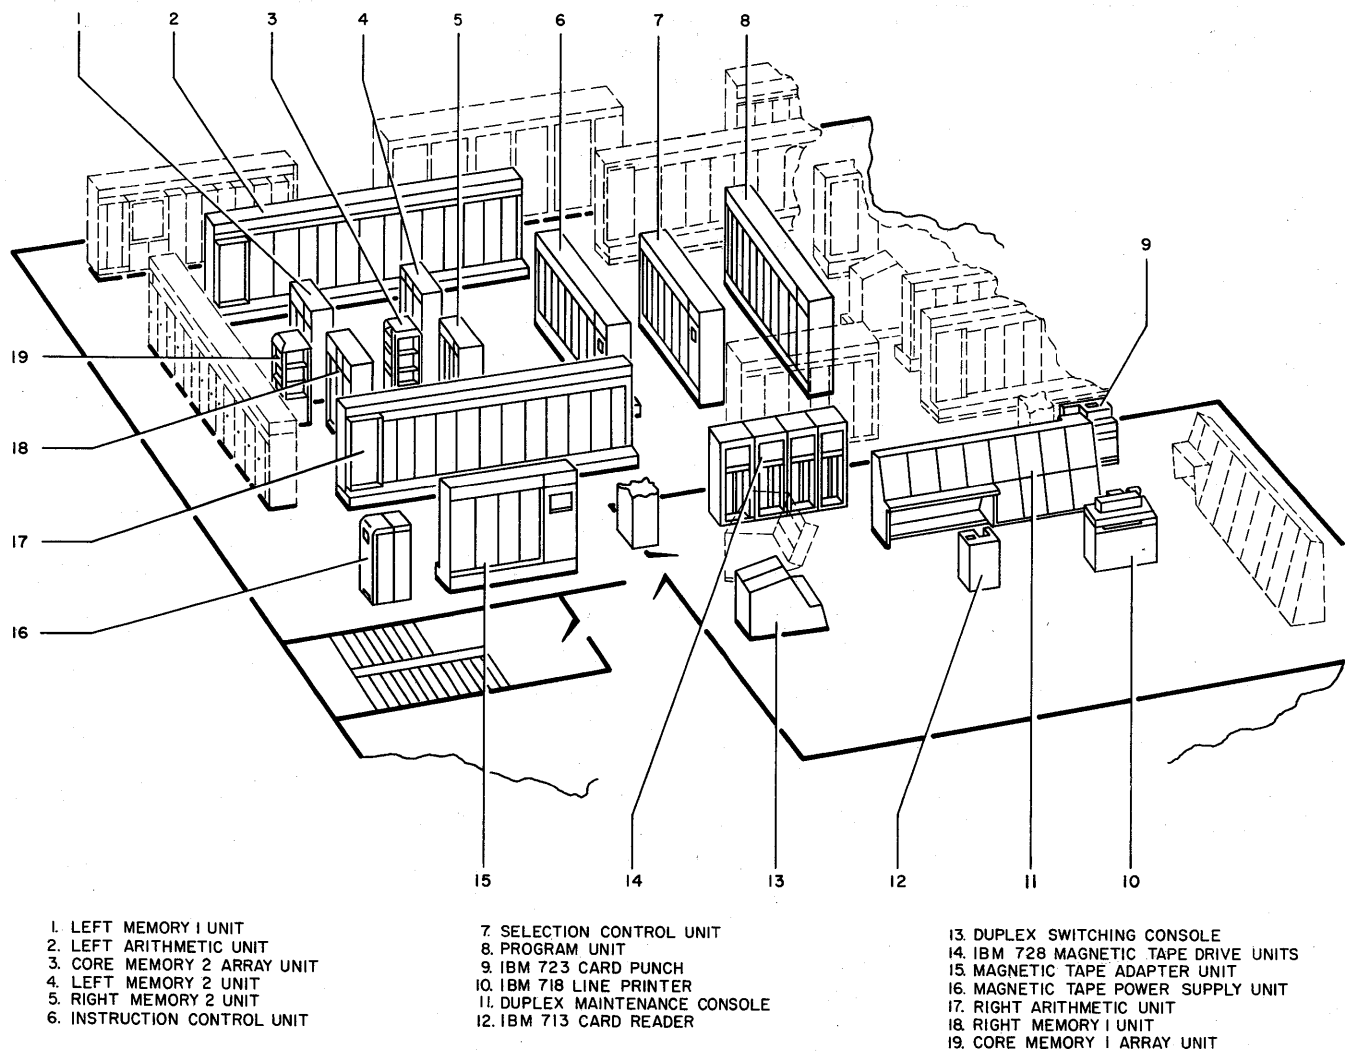 1 2 3 4 5 6 7 8
9
19
18
17
16
15 14 13 12 11 10
1. LEFT MEMORY 1 UNIT
2. LEFT ARITHMETIC UNIT
3. CORE MEMORY 2 ARRAY UNIT
4. LEFT MEMORY 2 UNIT
5. RIGHT MEMORY 2 UNIT
6. INSTRUCTION CONTROL UNIT
7. SELECTION CONTROL UNIT
8. PROGRAM UNIT
9. IBM 723 CARD PUNCH
10. IBM 718 LINE PRINTER
11. DUPLEX MAINTENANCE CONSOLE
12. IBM 713 CARD READER
13. DUPLEX SWITCHING CONSOLE
14. IBM 728 MAGNETIC TAPE DRIVE UNITS
15. MAGNETIC TAPE ADAPTER UNIT
16. MAGNETIC TAPE POWER SUPPLY UNIT
17. RIGHT ARITHMETIC UNIT
18. RIGHT MEMORY 1 UNIT
19. CORE MEMORY 1 ARRAY UNIT